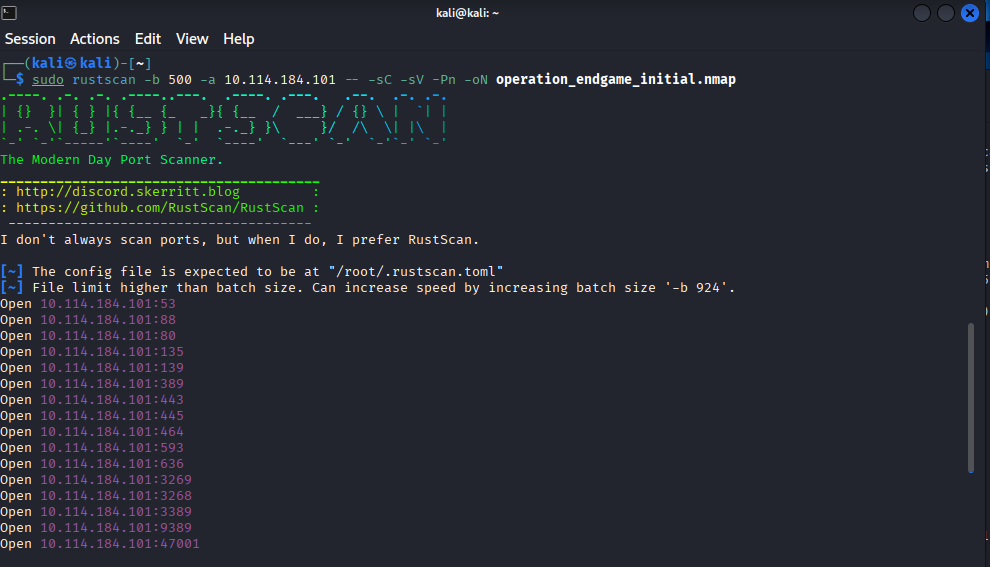 kali@kali: ~
Session Actions Edit View Help
┌──(kali㉿kali)-[~]
└─$ sudo rustscan -b 500 -a 10.114.184.101 -- -sC -sV -Pn -oN operation_endgame_initial.nmap
.----. .-. .-. .----..---.  .----. .---.   .--.  .-. .-.
| {}  }| { } |{ {__ {_   _}{ {__  /  ___} / {} \ |  `| |
| .-. \| {_} |.-._} } | |  .-._} }\     }/  /\  \| |\  |
`-' `-'`-----'`----'  `-'  `----'  `---' `-'  `-'`-' `-'
The Modern Day Port Scanner.
________________________________________
: http://discord.skerritt.blog         :
: https://github.com/RustScan/RustScan :
 --------------------------------------
I don't always scan ports, but when I do, I prefer RustScan.
[~] The config file is expected to be at "/root/.rustscan.toml"
[~] File limit higher than batch size. Can increase speed by increasing batch size '-b 924'.
Open 10.114.184.101:53
Open 10.114.184.101:88
Open 10.114.184.101:80
Open 10.114.184.101:135
Open 10.114.184.101:139
Open 10.114.184.101:389
Open 10.114.184.101:443
Open 10.114.184.101:445
Open 10.114.184.101:464
Open 10.114.184.101:593
Open 10.114.184.101:636
Open 10.114.184.101:3269
Open 10.114.184.101:3268
Open 10.114.184.101:3389
Open 10.114.184.101:9389
Open 10.114.184.101:47001